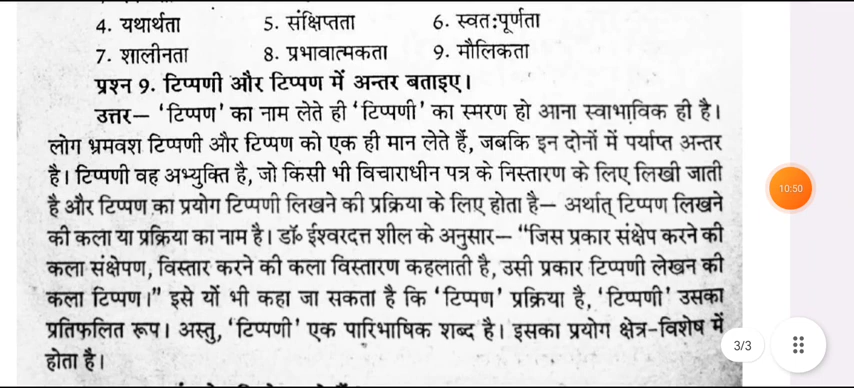 4. यथार्थता 5. संक्षिप्तता 6. स्वतःपूर्णता
7. शालीनता 8. प्रभावात्मकता 9. मौलिकता
प्रश्न 9. टिप्पणी और टिप्पण में अन्तर बताइए।
उत्तर– ‘टिप्पण’ का नाम लेते ही ‘टिप्पणी’ का स्मरण हो आना स्वाभाविक ही है।
लोग भ्रमवश टिप्पणी और टिप्पण को एक ही मान लेते हैं, जबकि इन दोनों में पर्याप्त अन्तर
है। टिप्पणी वह अभ्युक्ति है, जो किसी भी विचाराधीन पत्र के निस्तारण के लिए लिखी जाती
है और टिप्पण का प्रयोग टिप्पणी लिखने की प्रक्रिया के लिए होता है– अर्थात् टिप्पण लिखने
की कला या प्रक्रिया का नाम है। डॉ० ईश्वरदत्त शील के अनुसार– “जिस प्रकार संक्षेप करने की
कला संक्षेपण, विस्तार करने की कला विस्तारण कहलाती है, उसी प्रकार टिप्पणी लेखन की
कला टिप्पण।” इसे यों भी कहा जा सकता है कि ‘टिप्पण’ प्रक्रिया है, ‘टिप्पणी’ उसका
प्रतिफलित रूप। अस्तु, ‘टिप्पणी’ एक पारिभाषिक शब्द है। इसका प्रयोग क्षेत्र-विशेष में
होता है।
10:50
3/3